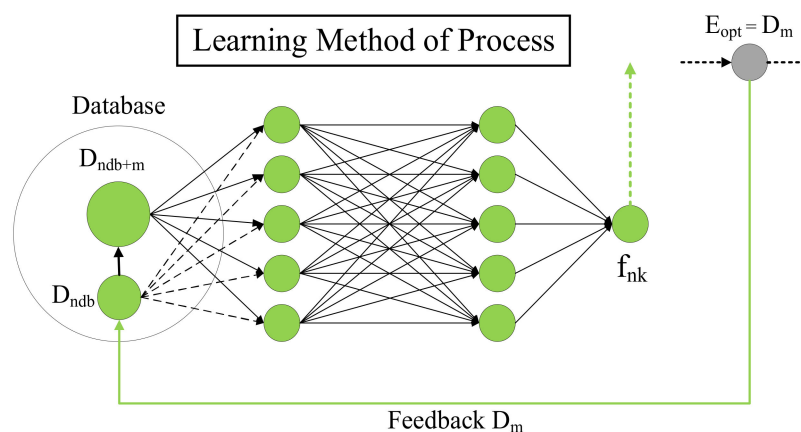 Learning Method of Process
E_opt = D_m
Database
D_ndb+m
D_ndb
f_nk
Feedback D_m